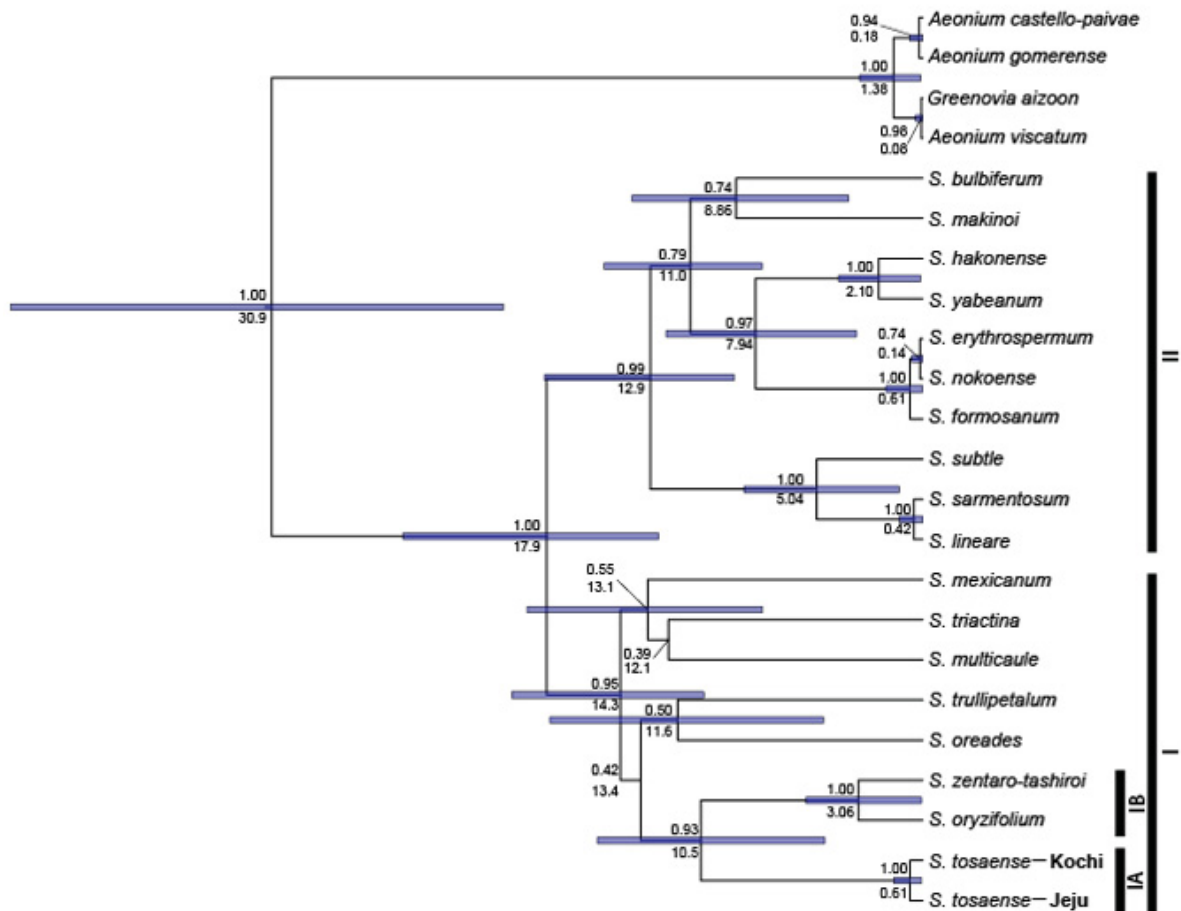 0.94
0.18
Aeonium castello-paivae
Aeonium gomerense
1.00
1.38
Greenovia aizoon
0.98
0.08
Aeonium viscatum
S. bulbiferum
0.74
8.86
S. makinoi
0.79
11.0
S. hakonense
1.00
2.10
S. yabeanum
1.00
30.9
0.97
7.94
0.74
0.14
S. erythrospermum
S. nokoense
0.99
12.9
1.00
0.61
S. formosanum
II
S. subtle
1.00
5.04
S. sarmentosum
1.00
0.42
S. lineare
1.00
17.9
0.55
13.1
S. mexicanum
S. triactina
0.39
12.1
S. multicaule
0.95
14.3
S. trullipetalum
0.50
11.6
S. oreades
I
0.42
13.4
S. zentaro-tashiroi
1.00
3.06
S. oryzifolium
IB
0.93
10.5
S. tosaense Kochi
1.00
0.61
S. tosaense Jeju
IA